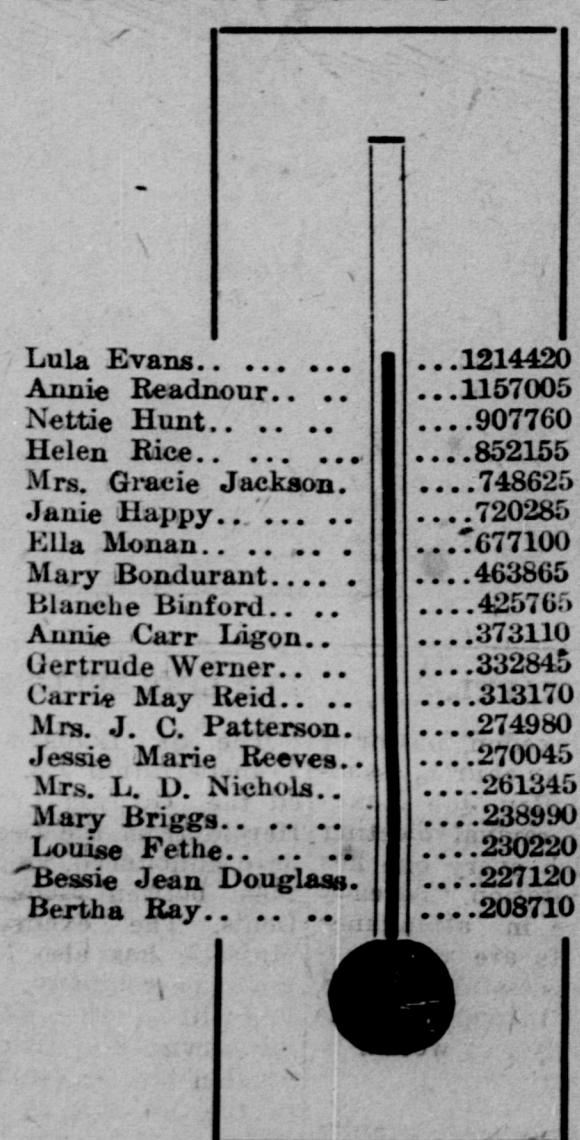 Lula Evans.. ... ... ...1214420
Annie Readnour.. .. ...1157005
Nettie Hunt.. .. .. ....907760
Helen Rice.. ... ... ....852155
Mrs. Gracie Jackson. ....748625
Janie Happy.. ... .. ....720285
Ella Monan.. .. .. . ....677100
Mary Bondurant.... . ....463865
Blanche Binford.. .. ....425765
Annie Carr Ligon.. ....373110
Gertrude Werner.. .. ....332845
Carrie May Reid.. .. ....313170
Mrs. J. C. Patterson. ....274980
Jessie Marie Reeves.. ....270045
Mrs. L. D. Nichols.. ....261345
Mary Briggs.. .. .. ....238990
Louise Fethe.. .. .. ....230220
Bessie Jean Douglass. ....227120
Bertha Ray.. .. .. ....208710